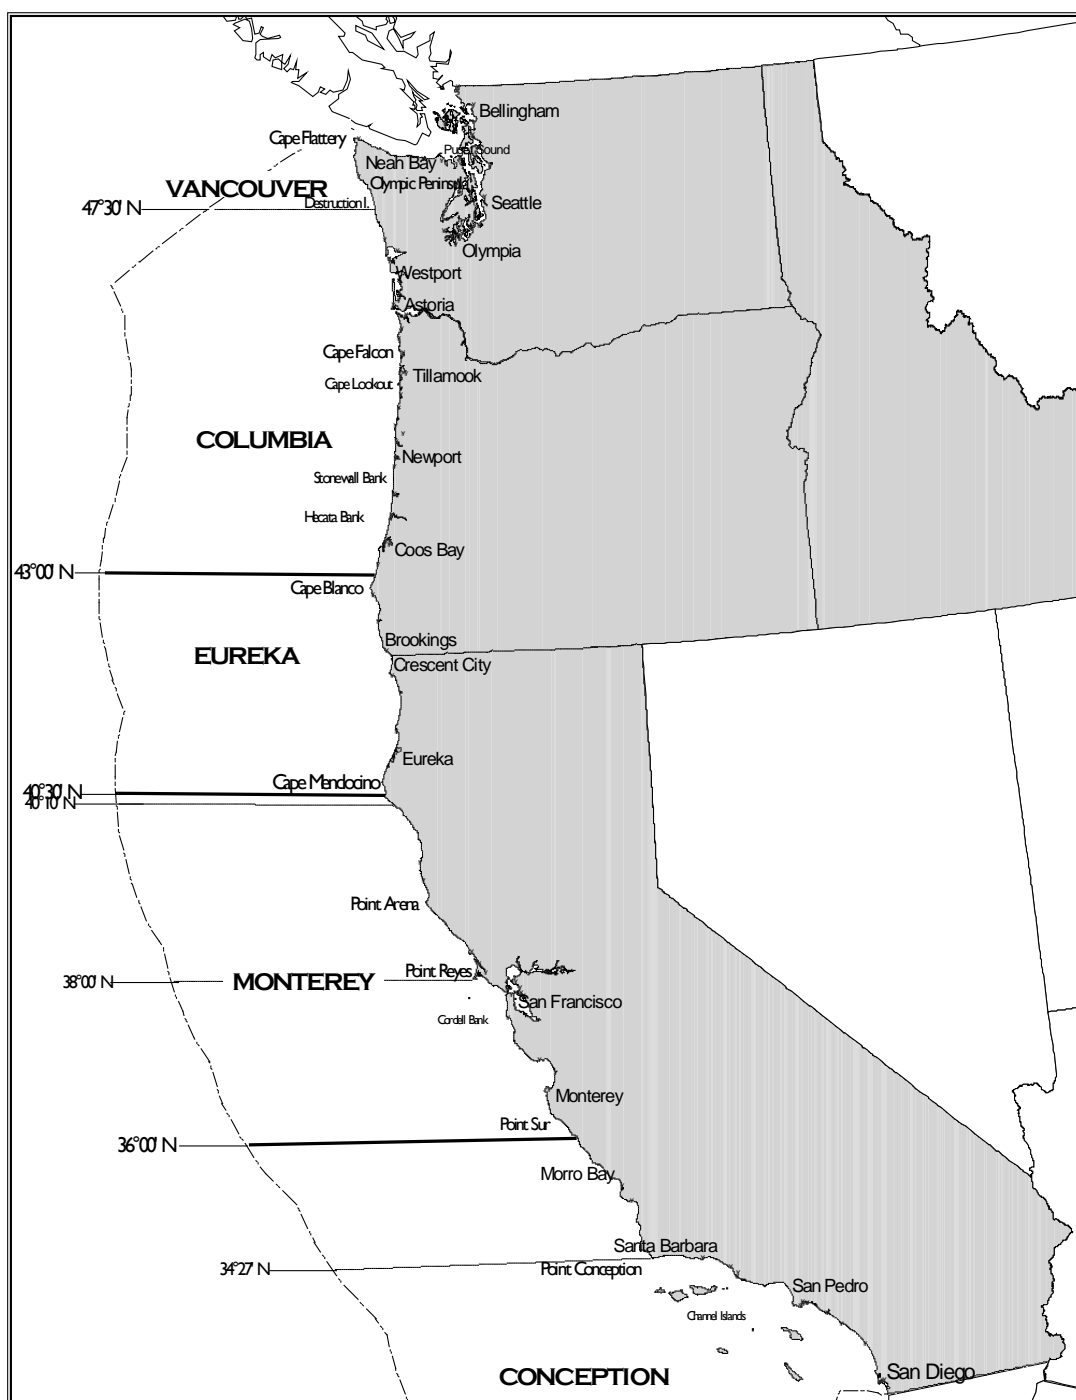 Bellingham
Cape Flattery
Puget Sound
Neah Bay
VANCOUVER
Olympic Peninsula
47°30' N
Destruction I.
Seattle
Olympia
Westport
Astoria
Cape Falcon
Tillamook
Cape Lookout
COLUMBIA
Newport
Stonewall Bank
Hecata Bank
Coos Bay
43°00' N
Cape Blanco
Brookings
EUREKA
Crescent City
Eureka
Cape Mendocino
40°30' N
40°10' N
Point Arena
Point Reyes
38°00' N
MONTEREY
San Francisco
Cordell Bank
Monterey
Point Sur
36°00' N
Morro Bay
Santa Barbara
34°27' N
Point Conception
San Pedro
Channel Islands
CONCEPTION
San Diego